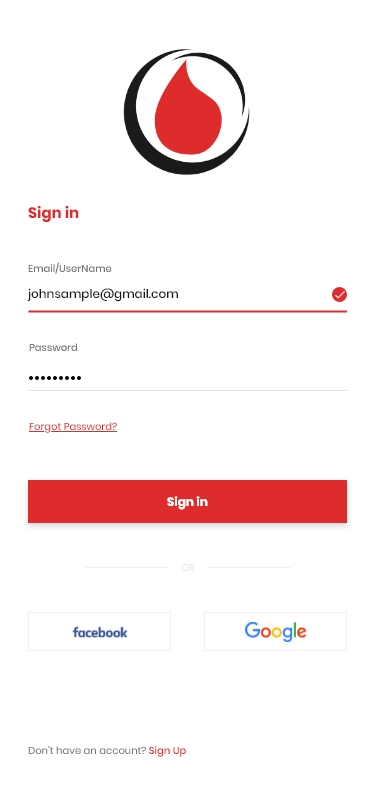 Sign in
Email/UserName
johnsample@gmail.com
Password
•••••••••
Forgot Password?
Sign in
OR
facebook
Google
Don't have an account? Sign Up